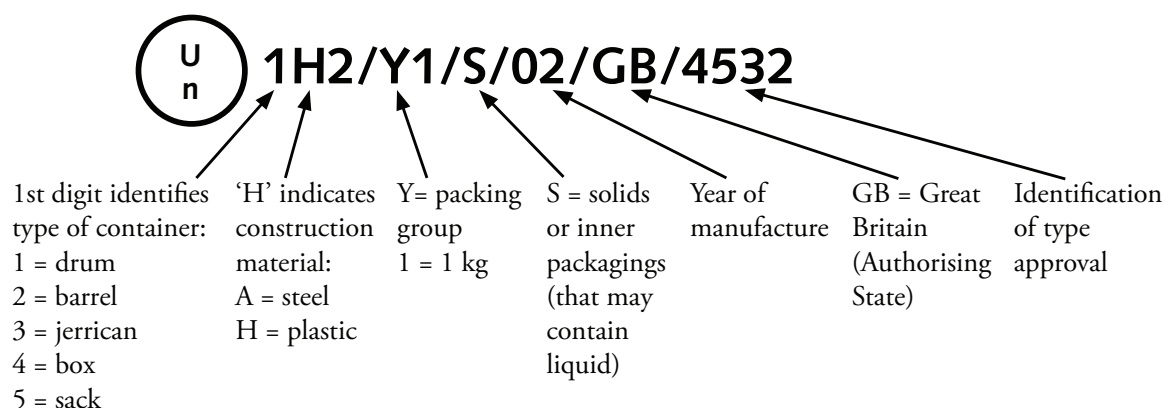 U
n
1H2/Y1/S/02/GB/4532
1st digit identifies
type of container:
1 = drum
2 = barrel
3 = jerrican
4 = box
5 = sack
‘H’ indicates
construction
material:
A = steel
H = plastic
Y= packing
group
1 = 1 kg
S = solids
or inner
packagings
(that may
contain
liquid)
Year of
manufacture
GB = Great
Britain
(Authorising
State)
Identification
of type
approval